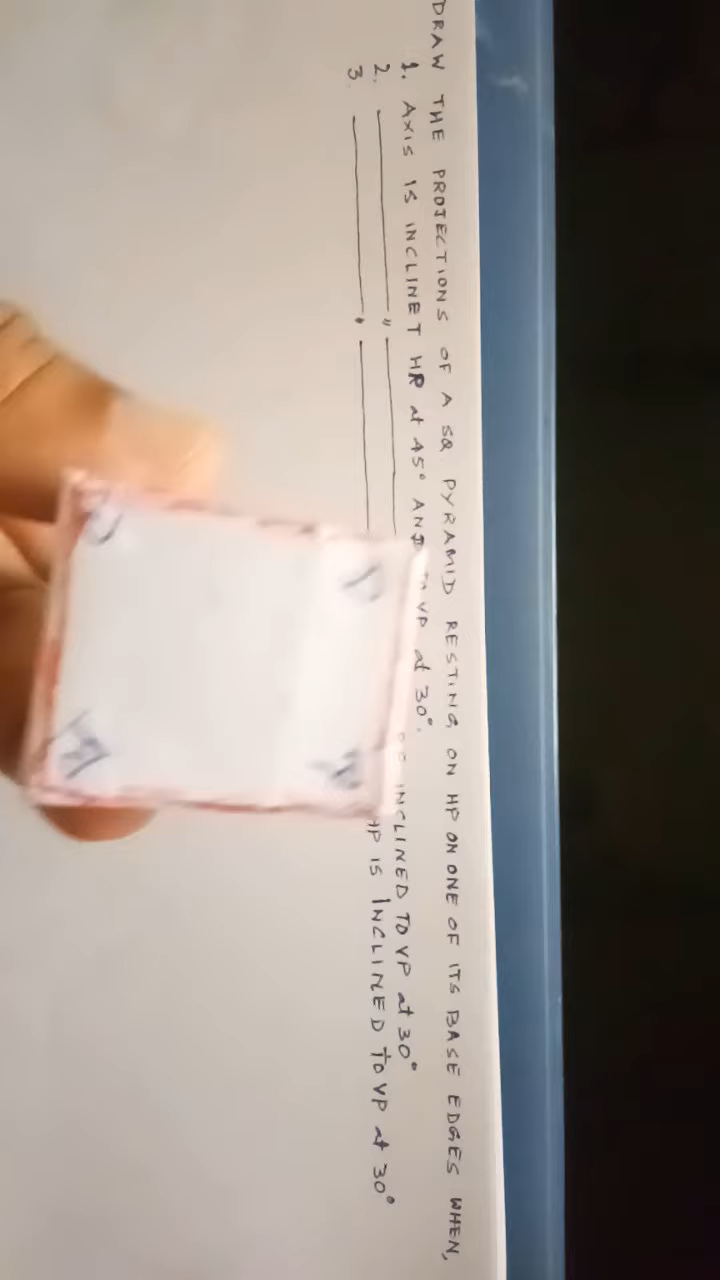 DRAW THE PROJECTIONS OF A SQ PYRAMID RESTING ON HP ON ONE OF ITS BASE EDGES WHEN,
1. AXIS IS INCLINET HP at 45° AND VP at 30°.
2. " INCLINED TO VP at 30°
3. HP IS INCLINED TO VP at 30°